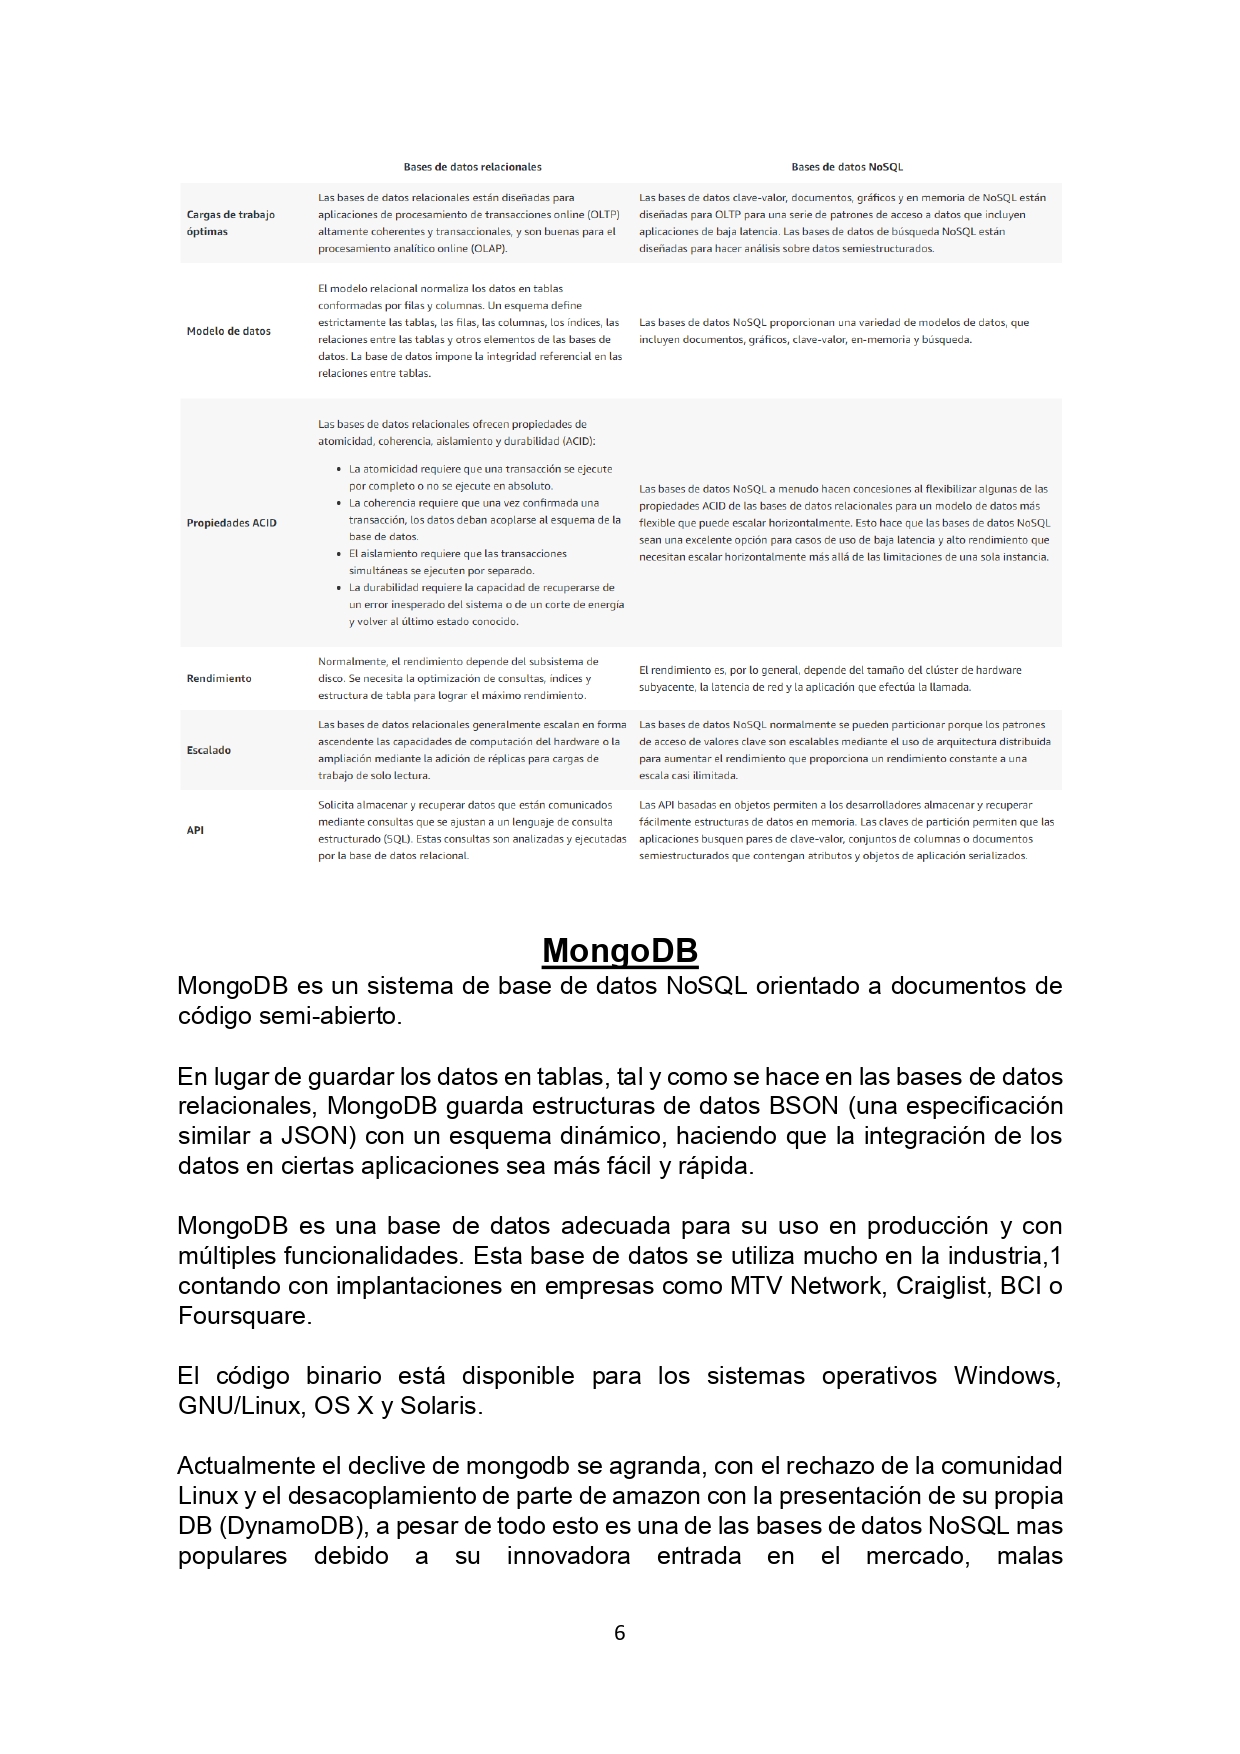 Bases de datos relacionales
Bases de datos NoSQL
Cargas de trabajo
óptimas
Las bases de datos relacionales están diseñadas para
aplicaciones de procesamiento de transacciones online (OLTP)
altamente coherentes y transaccionales, y son buenas para el
procesamiento analítico online (OLAP).
Las bases de datos clave-valor, documentos, gráficos y en memoria de NoSQL están
diseñadas para OLTP para una serie de patrones de acceso a datos que incluyen
aplicaciones de baja latencia. Las bases de datos de búsqueda NoSQL están
diseñadas para hacer análisis sobre datos semiestructurados.
Modelo de datos
El modelo relacional normaliza los datos en tablas
conformadas por filas y columnas. Un esquema define
estrictamente las tablas, las filas, las columnas, los índices, las
relaciones entre las tablas y otros elementos de las bases de
datos. La base de datos impone la integridad referencial en las
relaciones entre tablas.
Las bases de datos NoSQL proporcionan una variedad de modelos de datos, que
incluyen documentos, gráficos, clave-valor, en-memoria y búsqueda.
Propiedades ACID
Las bases de datos relacionales ofrecen propiedades de
atomicidad, coherencia, aislamiento y durabilidad (ACID):
• La atomicidad requiere que una transacción se ejecute
por completo o no se ejecute en absoluto.
• La coherencia requiere que una vez confirmada una
transacción, los datos deban acoplarse al esquema de la
base de datos.
• El aislamiento requiere que las transacciones
simultáneas se ejecuten por separado.
• La durabilidad requiere la capacidad de recuperarse de
un error inesperado del sistema o de un corte de energía
y volver al último estado conocido.
Las bases de datos NoSQL a menudo hacen concesiones al flexibilizar algunas de las
propiedades ACID de las bases de datos relacionales para un modelo de datos más
flexible que puede escalar horizontalmente. Esto hace que las bases de datos NoSQL
sean una excelente opción para casos de uso de baja latencia y alto rendimiento que
necesitan escalar horizontalmente más allá de las limitaciones de una sola instancia.
Rendimiento
Normalmente, el rendimiento depende del subsistema de
disco. Se necesita la optimización de consultas, índices y
estructura de tabla para lograr el máximo rendimiento.
El rendimiento es, por lo general, depende del tamaño del clúster de hardware
subyacente, la latencia de red y la aplicación que efectúa la llamada.
Escalado
Las bases de datos relacionales generalmente escalan en forma
ascendente las capacidades de computación del hardware o la
ampliación mediante la adición de réplicas para cargas de
trabajo de solo lectura.
Las bases de datos NoSQL normalmente se pueden particionar porque los patrones
de acceso de valores clave son escalables mediante el uso de arquitectura distribuida
para aumentar el rendimiento que proporciona un rendimiento constante a una
escala casi ilimitada.
API
Solicita almacenar y recuperar datos que están comunicados
mediante consultas que se ajustan a un lenguaje de consulta
estructurado (SQL). Estas consultas son analizadas y ejecutadas
por la base de datos relacional.
Las API basadas en objetos permiten a los desarrolladores almacenar y recuperar
fácilmente estructuras de datos en memoria. Las claves de partición permiten que las
aplicaciones busquen pares de clave-valor, conjuntos de columnas o documentos
semiestructurados que contengan atributos y objetos de aplicación serializados.
MongoDB
MongoDB es un sistema de base de datos NoSQL orientado a documentos de
código semi-abierto.
En lugar de guardar los datos en tablas, tal y como se hace en las bases de datos
relacionales, MongoDB guarda estructuras de datos BSON (una especificación
similar a JSON) con un esquema dinámico, haciendo que la integración de los
datos en ciertas aplicaciones sea más fácil y rápida.
MongoDB es una base de datos adecuada para su uso en producción y con
múltiples funcionalidades. Esta base de datos se utiliza mucho en la industria,1
contando con implantaciones en empresas como MTV Network, Craiglist, BCI o
Foursquare.
El código binario está disponible para los sistemas operativos Windows,
GNU/Linux, OS X y Solaris.
Actualmente el declive de mongodb se agranda, con el rechazo de la comunidad
Linux y el desacoplamiento de parte de amazon con la presentación de su propia
DB (DynamoDB), a pesar de todo esto es una de las bases de datos NoSQL mas
populares debido a su innovadora entrada en el mercado, malas
6